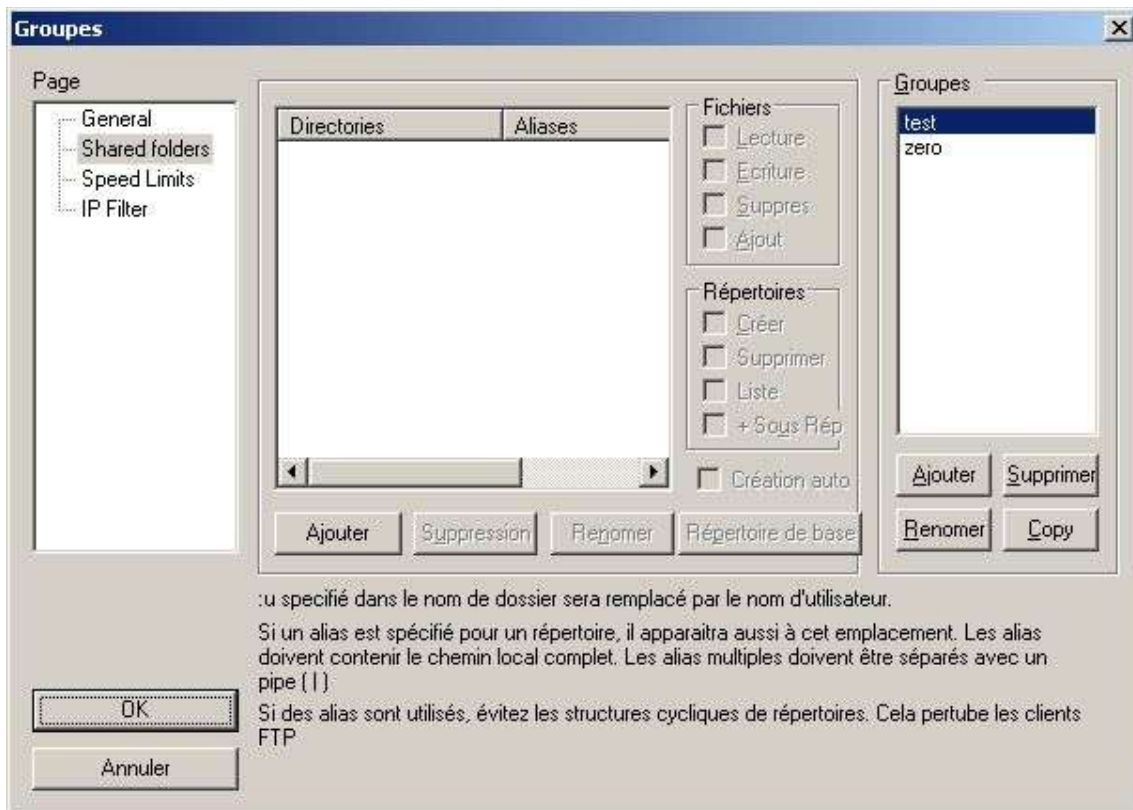 Groupes
Page
General
Shared folders
Speed Limits
IP Filter
Directories
Aliases
Fichiers
Lecture
Ecriture
Suppres
Ajout
Répertoires
Créer
Supprimer
Liste
+ Sous Rép
Création auto
Ajouter
Suppression
Renomer
Répertoire de base
Groupes
test
zero
Ajouter
Supprimer
Renomer
Copy
:u specifié dans le nom de dossier sera remplacé par le nom d'utilisateur.
Si un alias est spécifié pour un répertoire, il apparaitra aussi à cet emplacement. Les alias
doivent contenir le chemin local complet. Les alias multiples doivent être séparés avec un
pipe ( | )
Si des alias sont utilisés, évitez les structures cycliques de répertoires. Cela pertube les clients
FTP
OK
Annuler